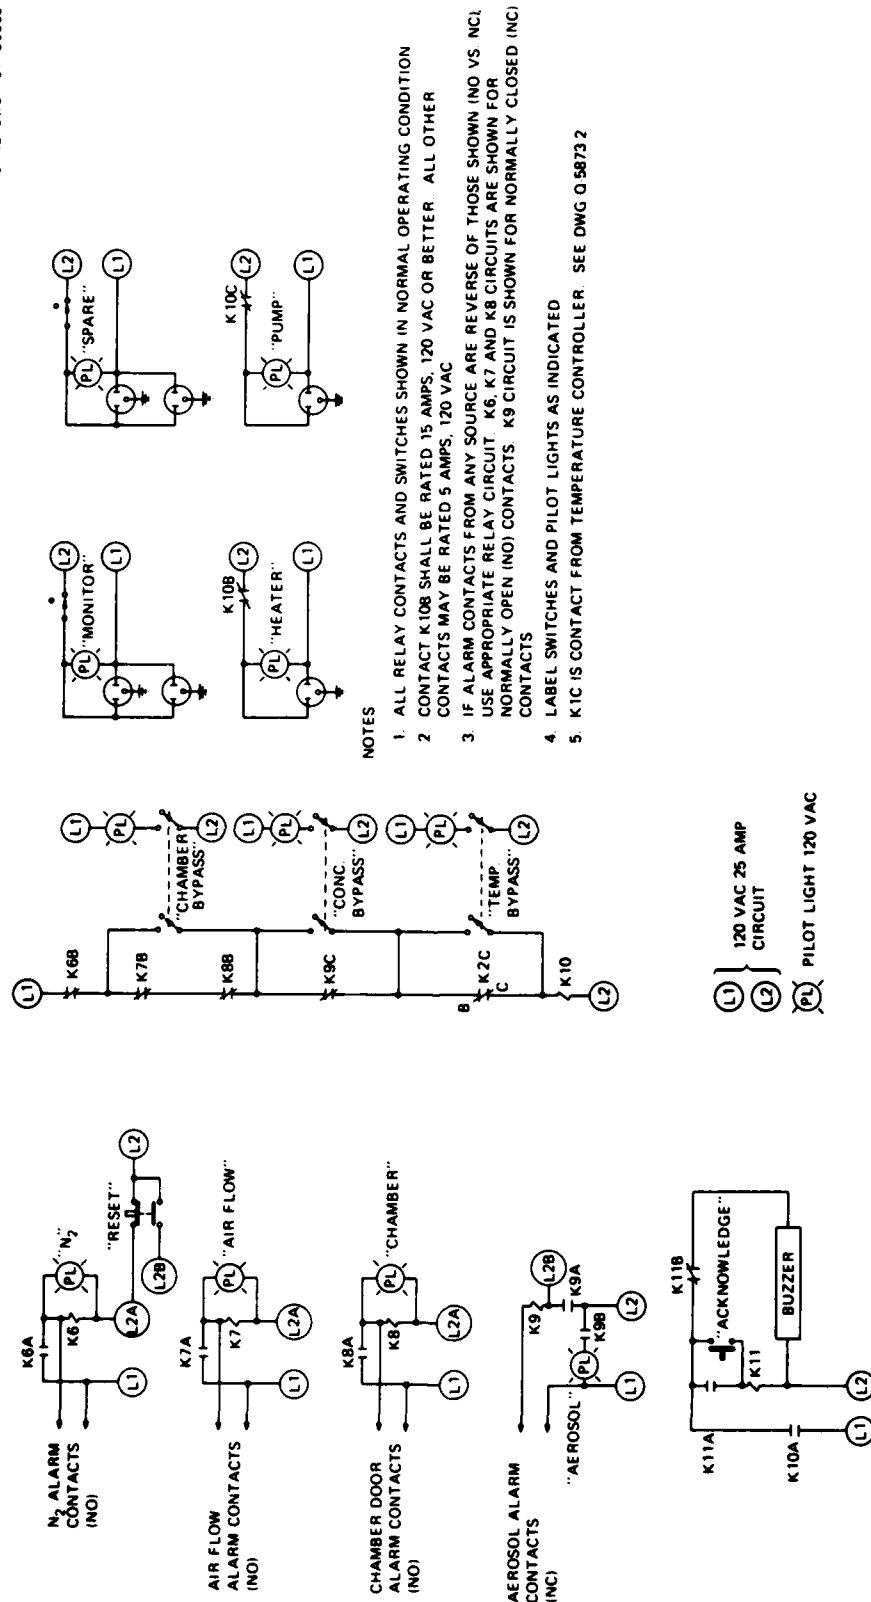 N2 ALARM
CONTACTS
(NO)
K6A
K6
PL
"N2"
"RESET"
L2
L2A
L2B
L1
AIR FLOW
ALARM CONTACTS
(NO)
K7A
K7
PL
"AIR FLOW"
L2A
L1
CHAMBER DOOR
ALARM CONTACTS
(NO)
K8A
K8
PL
"CHAMBER"
L2A
L1
AEROSOL ALARM
CONTACTS
(NC)
K9
L2B
K9A
K9B
PL
"AEROSOL"
L2
L1
K11A
K10A
K11
"ACKNOWLEDGE"
K11B
BUZZER
L1
L2
L1
K6B
K7B
K8B
K9C
B
K2C
C
K10
L2
L1
PL
"CHAMBER
BYPASS"
L2
L1
PL
"CONC.
BYPASS"
L2
L1
PL
"TEMP.
BYPASS"
L2
L1
L2
120 VAC 25 AMP
CIRCUIT
PL
PILOT LIGHT 120 VAC
L2
PL
"MONITOR"
L1
L2
PL
"SPARE"
L1
K10B
L2
PL
"HEATER"
L1
K10C
L2
PL
"PUMP"
L1
NOTES
1. ALL RELAY CONTACTS AND SWITCHES SHOWN IN NORMAL OPERATING CONDITION
2 CONTACT K10B SHALL BE RATED 15 AMPS, 120 VAC OR BETTER. ALL OTHER
CONTACTS MAY BE RATED 5 AMPS, 120 VAC
3. IF ALARM CONTACTS FROM ANY SOURCE ARE REVERSE OF THOSE SHOWN (NO VS NC),
USE APPROPRIATE RELAY CIRCUIT. K6, K7 AND K8 CIRCUITS ARE SHOWN FOR
NORMALLY OPEN (NO) CONTACTS. K9 CIRCUIT IS SHOWN FOR NORMALLY CLOSED (NC)
CONTACTS
4. LABEL SWITCHES AND PILOT LIGHTS AS INDICATED
5. K1C IS CONTACT FROM TEMPERATURE CONTROLLER. SEE DWG Q-5873 2